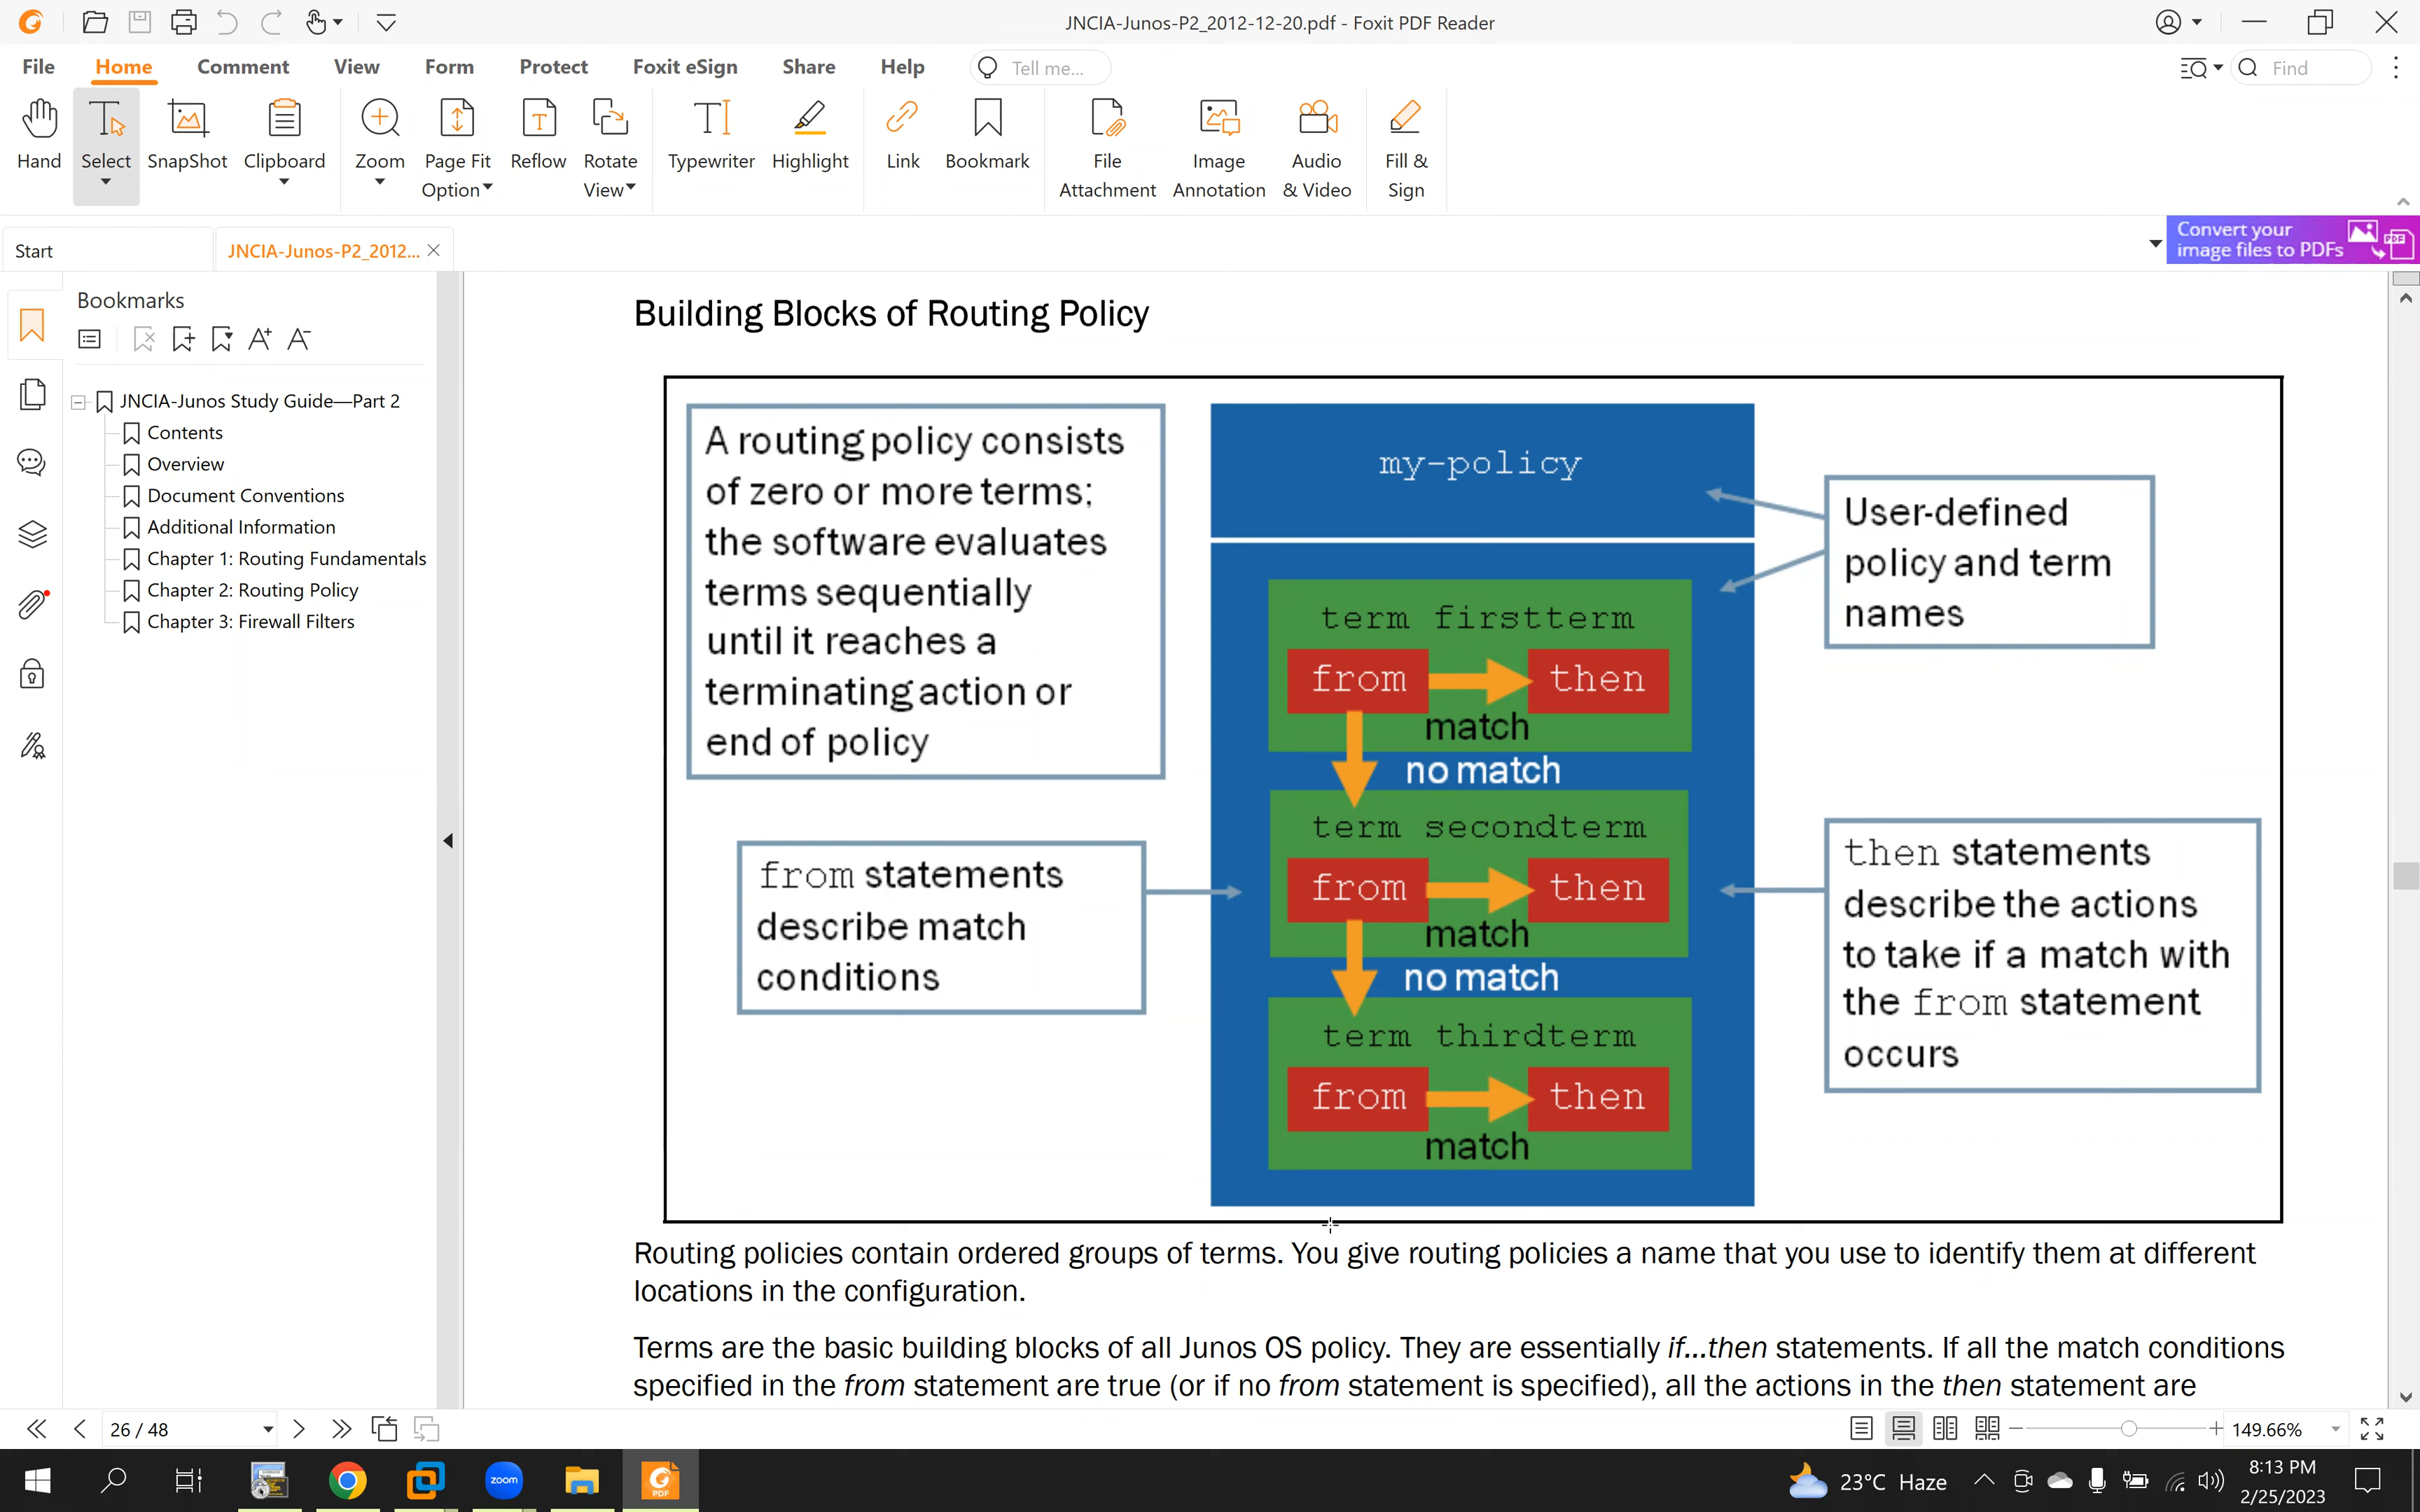 JNCIA-Junos-P2_2012-12-20.pdf - Foxit PDF Reader
File Home Comment View Form Protect Foxit eSign Share Help Tell me... Find
Hand Select SnapShot Clipboard Zoom Page Fit Option Reflow Rotate View Typewriter Highlight Link Bookmark File Attachment Image Annotation Audio & Video Fill & Sign
Start JNCIA-Junos-P2_2012...
Convert your
image files to PDFs
PDF
Bookmarks
JNCIA-Junos Study Guide—Part 2
Contents
Overview
Document Conventions
Additional Information
Chapter 1: Routing Fundamentals
Chapter 2: Routing Policy
Chapter 3: Firewall Filters
Building Blocks of Routing Policy
A routing policy consists
of zero or more terms;
the software evaluates
terms sequentially
until it reaches a
terminating action or
end of policy
from statements
describe match
conditions
my-policy
term firstterm
from then
match
no match
term secondterm
from then
match
no match
term thirdterm
from then
match
User-defined
policy and term
names
then statements
describe the actions
to take if a match with
the from statement
occurs
Routing policies contain ordered groups of terms. You give routing policies a name that you use to identify them at different
locations in the configuration.
Terms are the basic building blocks of all Junos OS policy. They are essentially if...then statements. If all the match conditions
specified in the from statement are true (or if no from statement is specified), all the actions in the then statement are
26 / 48
149.66%
zoom
PDF
23°C Haze
8:13 PM
2/25/2023